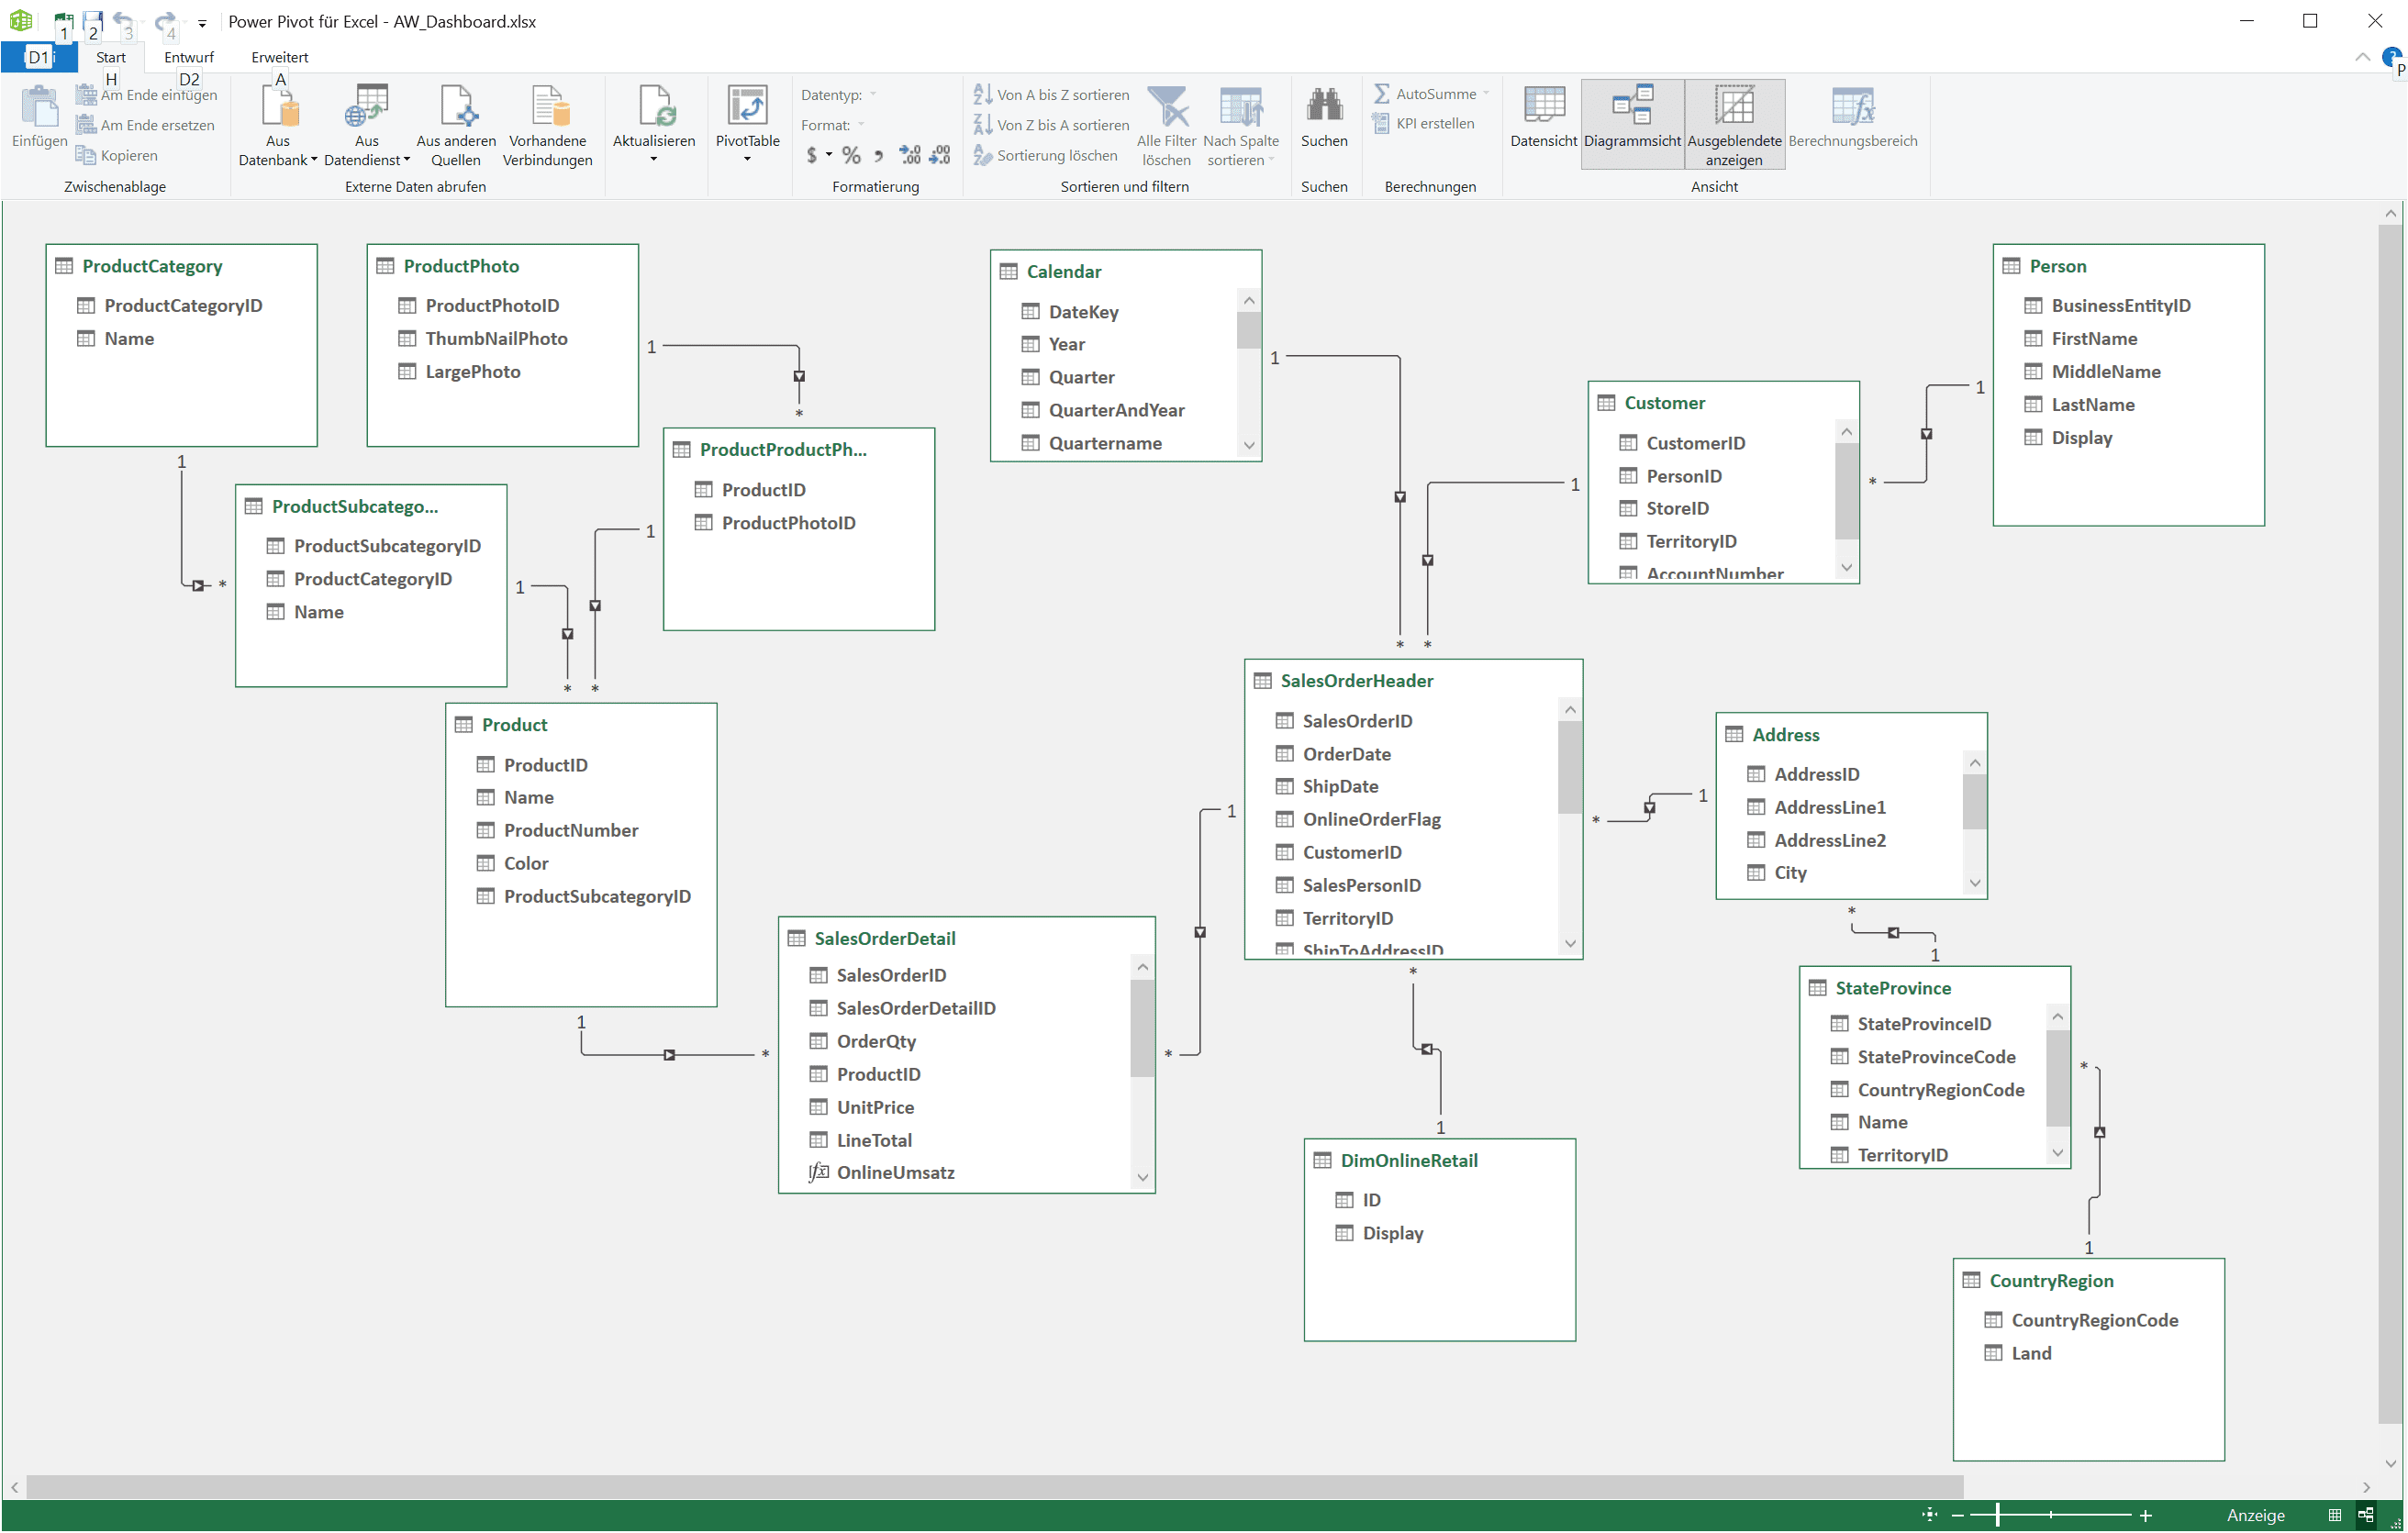 Power Pivot für Excel - AW_Dashboard.xlsx
1 2 3 4
D1 Start Entwurf Erweitert
H D2 A P
Einfügen
Am Ende einfügen
Am Ende ersetzen
Kopieren
Zwischenablage
Aus Datenbank
Aus Datendienst
Aus anderen Quellen
Vorhandene Verbindungen
Externe Daten abrufen
Aktualisieren
PivotTable
Datentyp:
Format:
$ % ,
Formatierung
Von A bis Z sortieren
Von Z bis A sortieren
Sortierung löschen
Alle Filter löschen
Nach Spalte sortieren
Sortieren und filtern
Suchen
Suchen
AutoSumme
KPI erstellen
Berechnungen
Datensicht
Diagrammsicht
Ausgeblendete anzeigen
Berechnungsbereich
Ansicht
ProductCategory
ProductCategoryID
Name
1
*
ProductPhoto
ProductPhotoID
ThumbNailPhoto
LargePhoto
1
*
Calendar
DateKey
Year
Quarter
QuarterAndYear
Quartername
1
*
Person
BusinessEntityID
FirstName
MiddleName
LastName
Display
1
*
Customer
CustomerID
PersonID
StoreID
TerritoryID
AccountNumber
1
*
ProductProductPh...
ProductID
ProductPhotoID
1
*
ProductSubcatego...
ProductSubcategoryID
ProductCategoryID
Name
1
*
Product
ProductID
Name
ProductNumber
Color
ProductSubcategoryID
1
*
SalesOrderHeader
SalesOrderID
OrderDate
ShipDate
OnlineOrderFlag
CustomerID
SalesPersonID
TerritoryID
ShipToAddressID
1
*
Address
AddressID
AddressLine1
AddressLine2
City
1
*
SalesOrderDetail
SalesOrderID
SalesOrderDetailID
OrderQty
ProductID
UnitPrice
LineTotal
OnlineUmsatz
StateProvince
StateProvinceID
StateProvinceCode
CountryRegionCode
Name
TerritoryID
1
*
DimOnlineRetail
ID
Display
1
*
CountryRegion
CountryRegionCode
Land
1
*
Anzeige